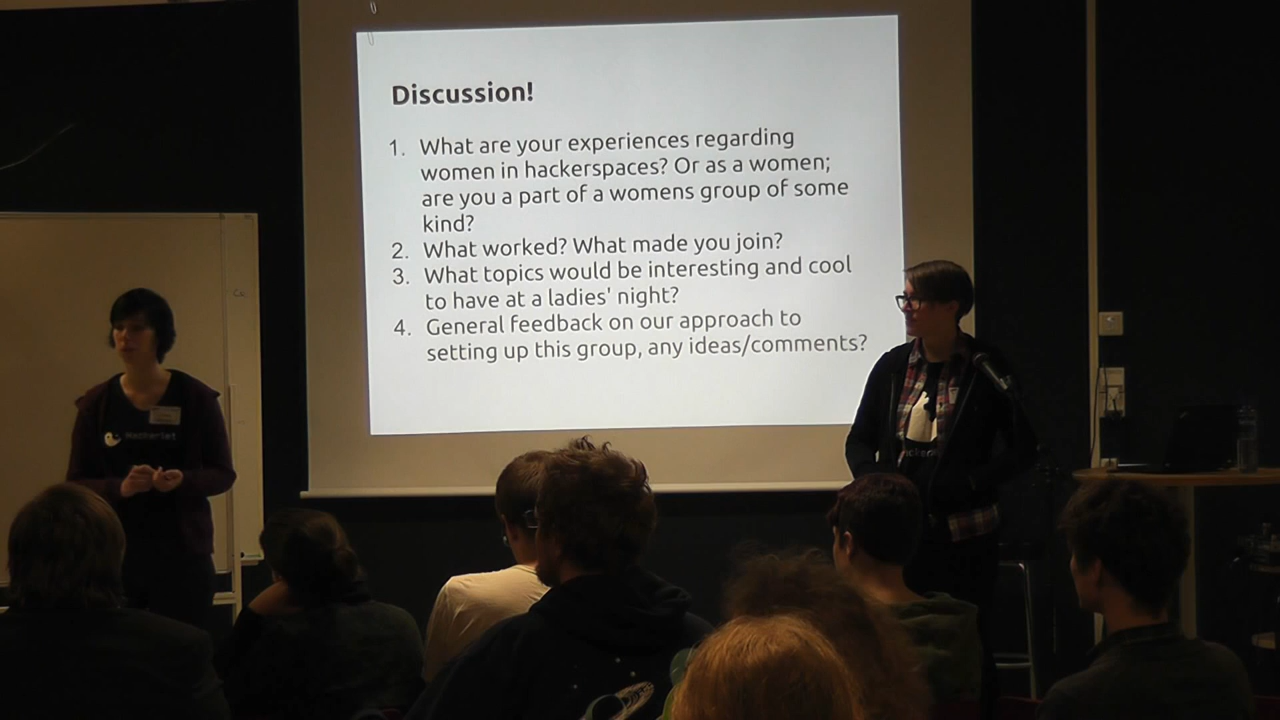 Discussion!
1. What are your experiences regarding
women in hackerspaces? Or as a women;
are you a part of a womens group of some
kind?
2. What worked? What made you join?
3. What topics would be interesting and cool
to have at a ladies' night?
4. General feedback on our approach to
setting up this group, any ideas/comments?